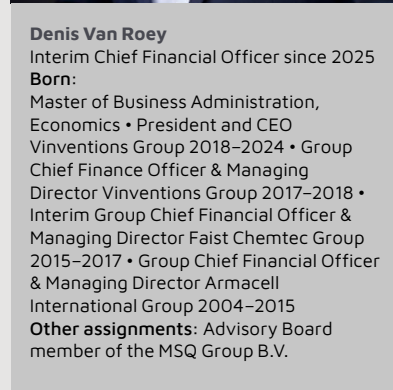 Denis Van Roey
Interim Chief Financial Officer since 2025
Born:
Master of Business Administration,
Economics • President and CEO
Vinventions Group 2018–2024 • Group
Chief Finance Officer & Managing
Director Vinventions Group 2017–2018 •
Interim Group Chief Financial Officer &
Managing Director Faist Chemtec Group
2015–2017 • Group Chief Financial Officer
& Managing Director Armacell
International Group 2004–2015
Other assignments: Advisory Board
member of the MSQ Group B.V.